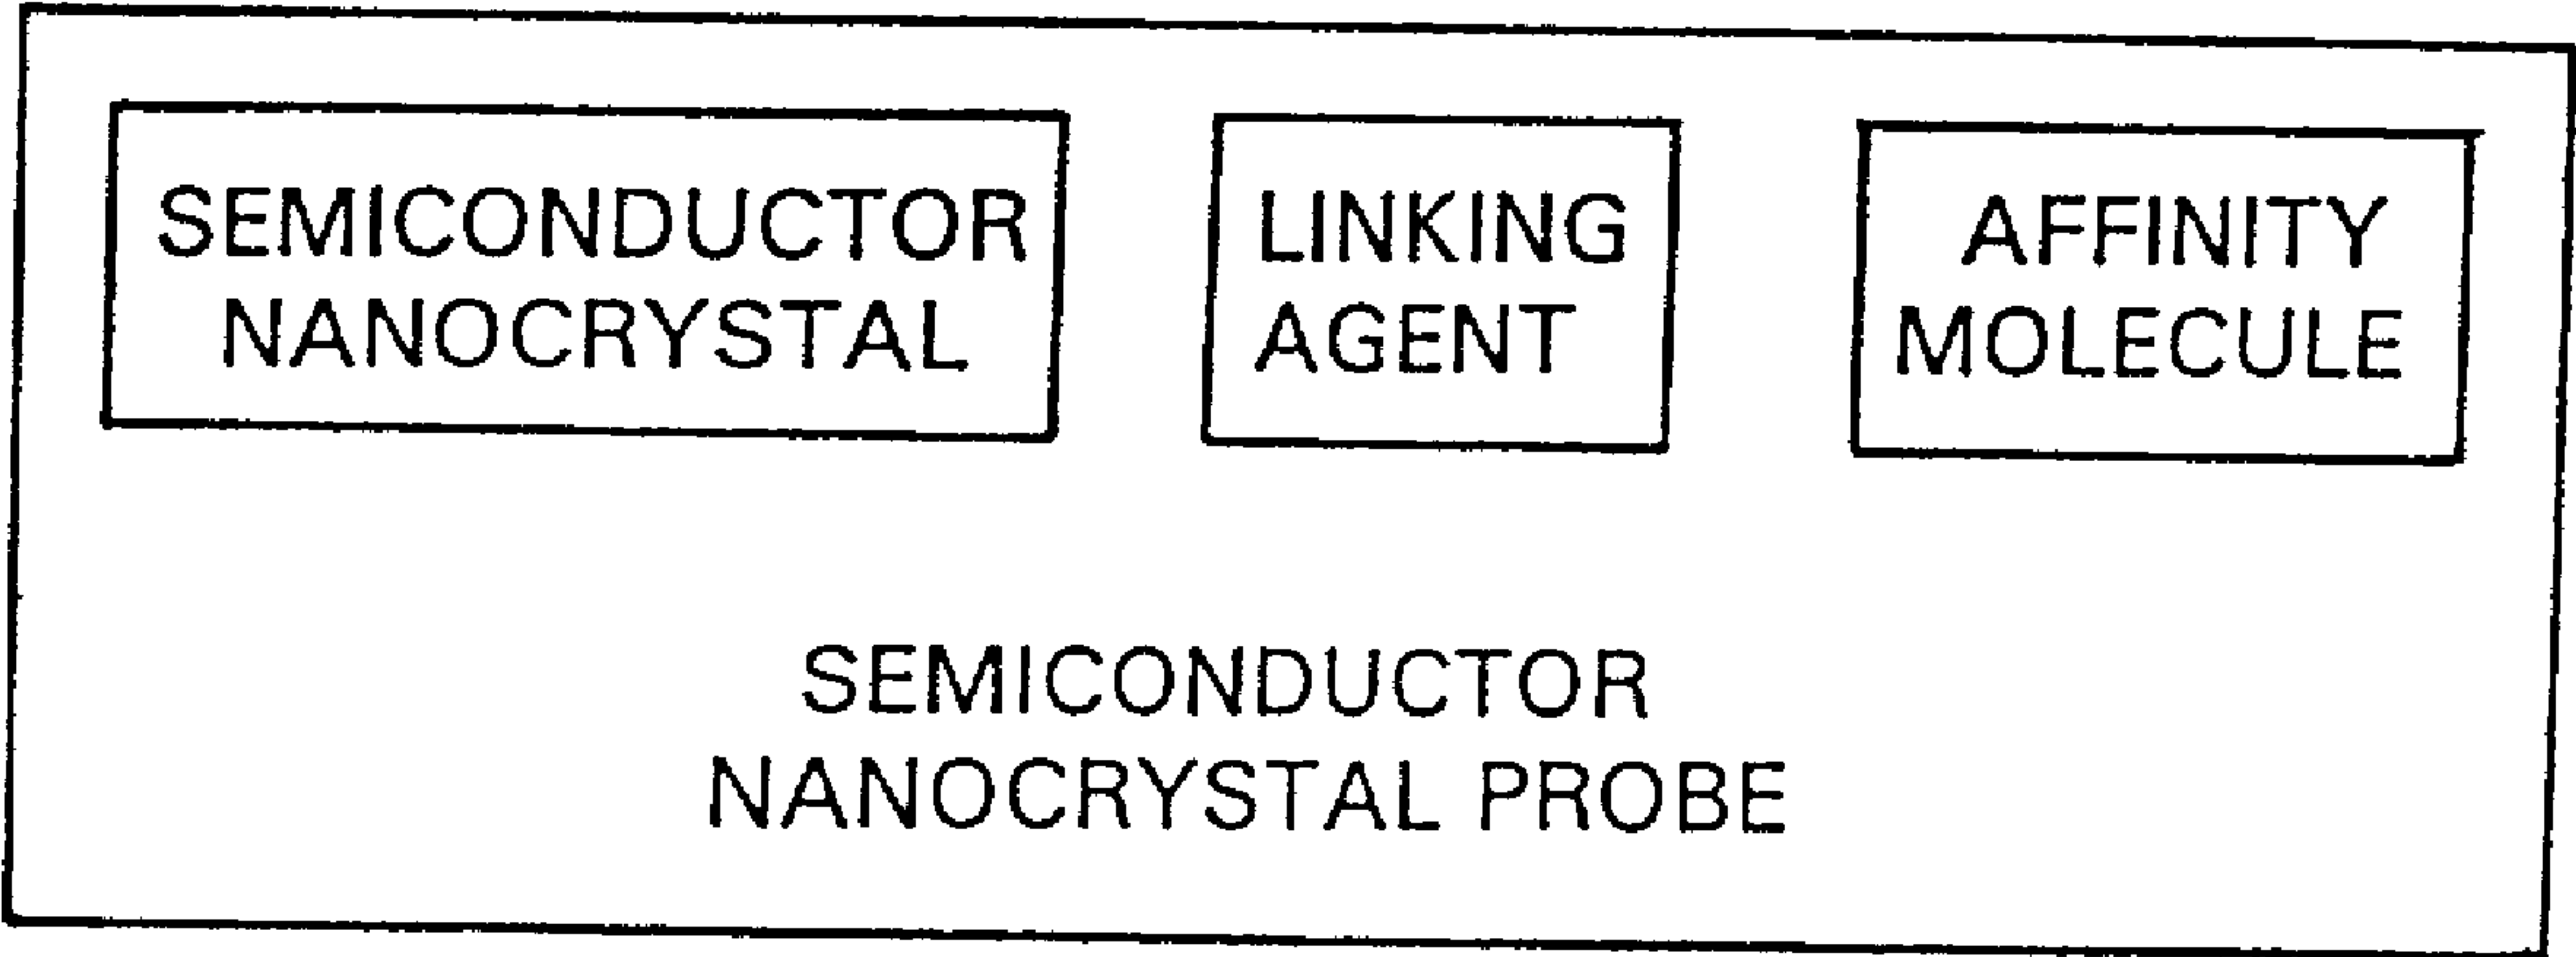 SEMICONDUCTOR
NANOCRYSTAL
LINKING
AGENT
AFFINITY
MOLECULE
SEMICONDUCTOR
NANOCRYSTAL PROBE